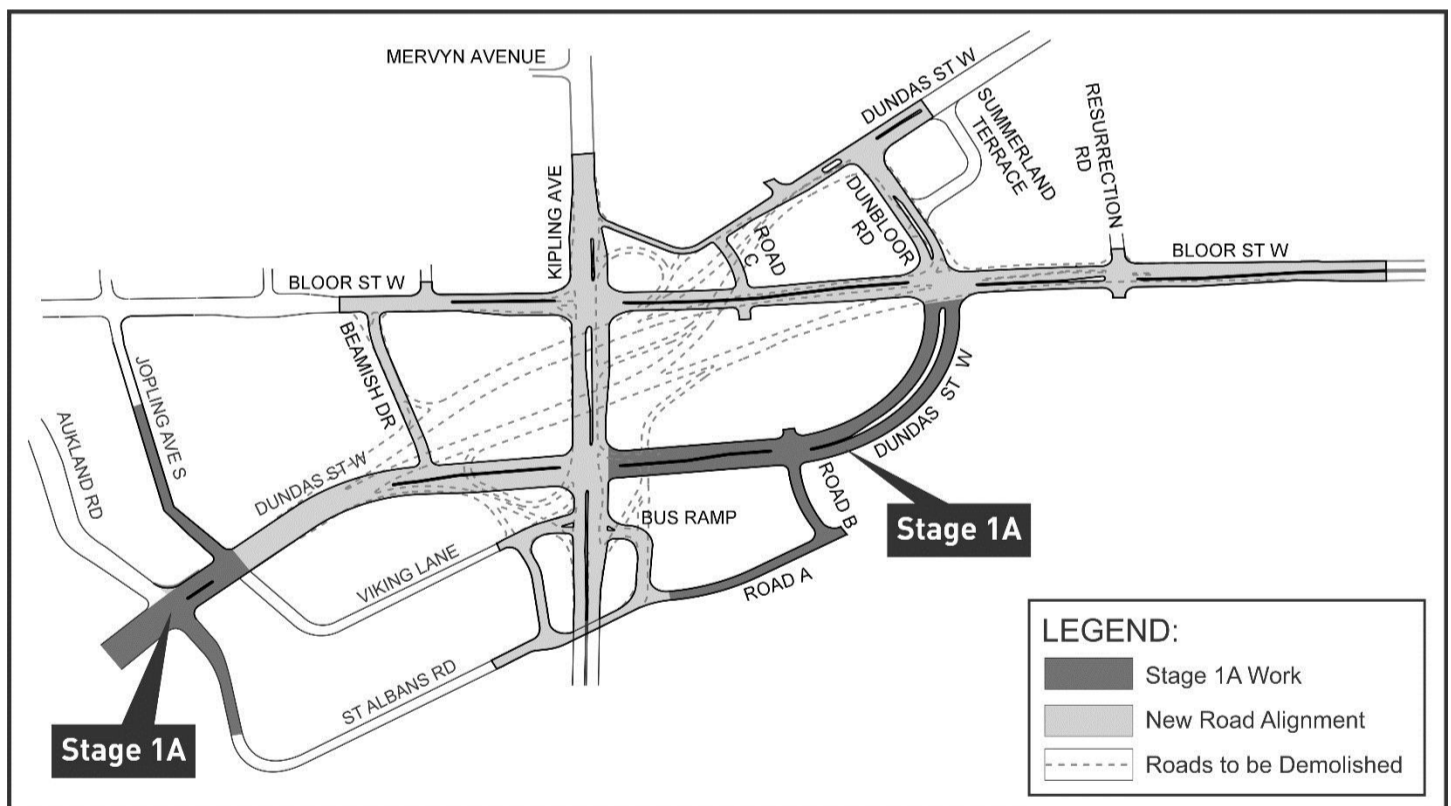 MERVYN AVENUE
DUNDAS ST W
SUMMERLAND
TERRACE
RESURRECTION
RD
KIPLING AVE
ROAD
C
DUNBLOOR
RD
BLOOR ST W
BLOOR ST W
JOPLING AVE S
BEAMISH DR
AUKLAND RD
DUNDAS ST W
DUNDAS ST W
ROAD B
Stage 1A
BUS RAMP
VIKING LANE
ROAD A
ST ALBANS RD
Stage 1A
LEGEND:
Stage 1A Work
New Road Alignment
Roads to be Demolished